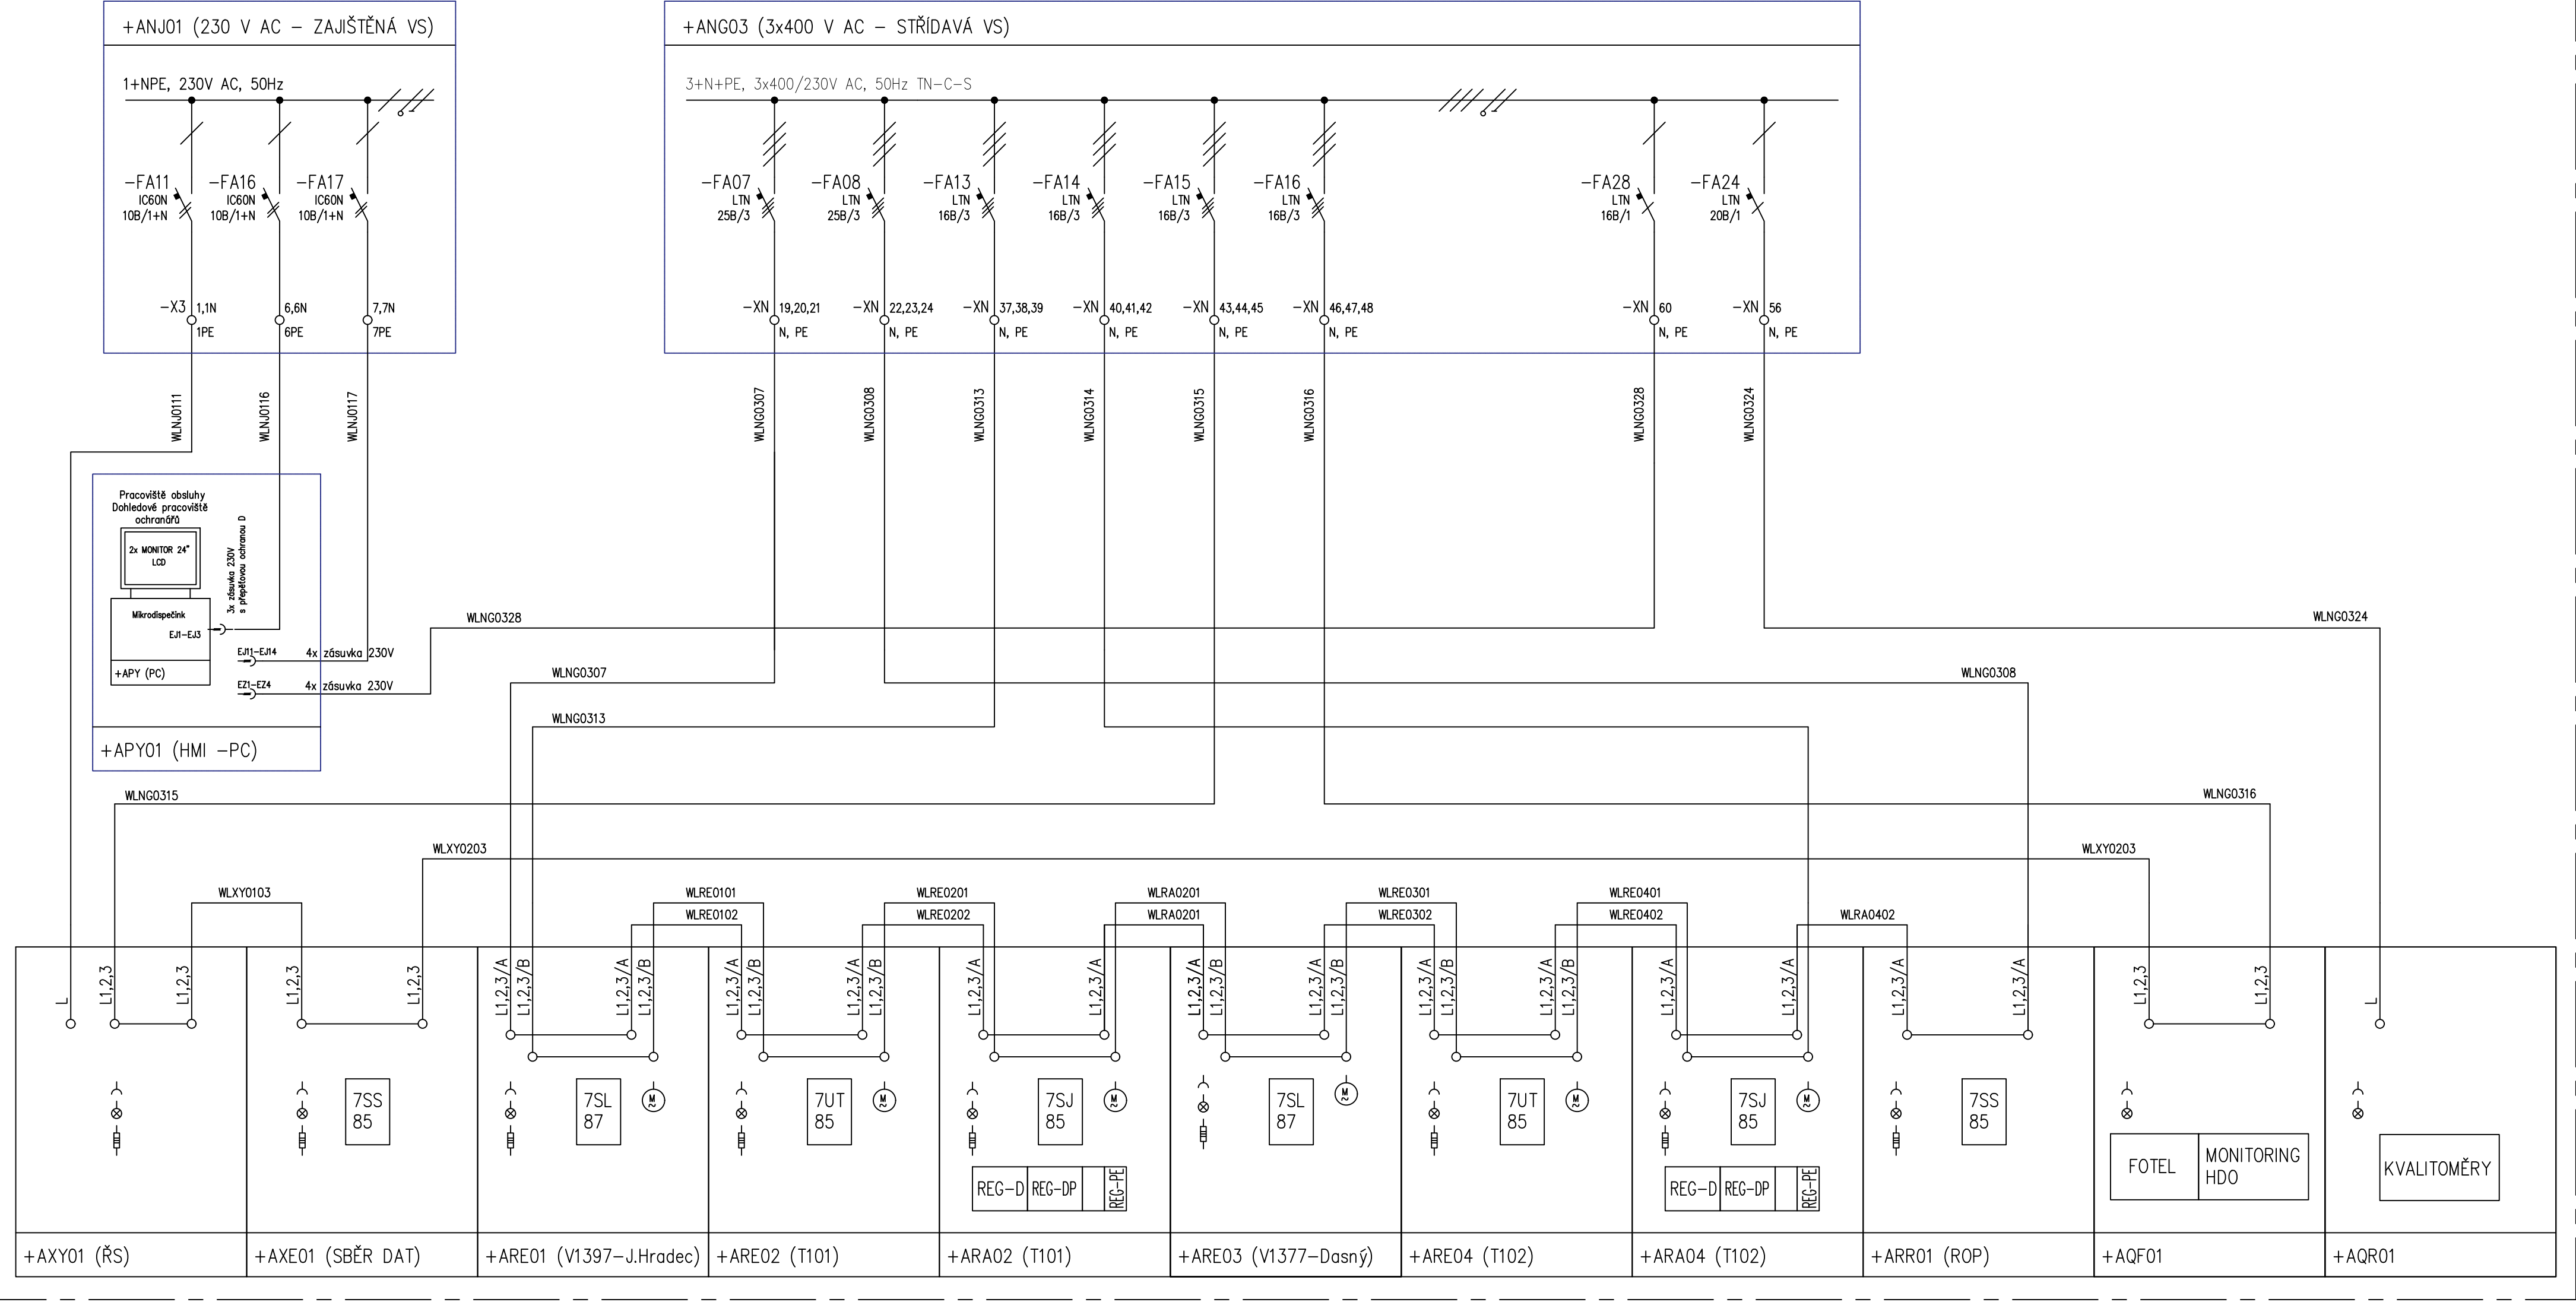 +ANJ01 (230 V AC – ZAJIŠTĚNÁ VS)
1+NPE, 230V AC, 50Hz
–FA11
IC60N
10B/1+N
–FA16
IC60N
10B/1+N
–FA17
IC60N
10B/1+N
–X3
1,1N
1PE
6,6N
6PE
7,7N
7PE
WLNJ0111
WLNJ0116
WLNJ0117
+ANG03 (3x400 V AC – STŘÍDAVÁ VS)
3+N+PE, 3x400/230V AC, 50Hz TN–C–S
–FA07
LTN
25B/3
–FA08
LTN
25B/3
–FA13
LTN
16B/3
–FA14
LTN
16B/3
–FA15
LTN
16B/3
–FA16
LTN
16B/3
–FA28
LTN
16B/1
–FA24
LTN
20B/1
–XN
19,20,21
N, PE
–XN
22,23,24
N, PE
–XN
37,38,39
N, PE
–XN
40,41,42
N, PE
–XN
43,44,45
N, PE
–XN
46,47,48
N, PE
–XN
60
N, PE
–XN
56
N, PE
WLNG0307
WLNG0308
WLNG0313
WLNG0314
WLNG0315
WLNG0316
WLNG0328
WLNG0324
Pracoviště obsluhy
Dohledové pracoviště
ochranářů
2x MONITOR 24"
LCD
3x zásuvka 230V
s přepěťovou ochranou D
Mikrodispečink
EJ1–EJ3
EJ11–EJ14
4x zásuvka 230V
+APY (PC)
EZ1–EZ4
4x zásuvka 230V
+APY01 (HMI –PC)
WLNG0328
WLNG0324
WLNG0307
WLNG0308
WLNG0313
WLNG0315
WLNG0316
WLXY0203
WLXY0203
WLXY0103
WLRE0101
WLRE0102
WLRE0201
WLRE0202
WLRA0201
WLRA0201
WLRE0301
WLRE0302
WLRE0401
WLRE0402
WLRA0402
L
L1,2,3
L1,2,3
L1,2,3
L1,2,3
L1,2,3/A
L1,2,3/B
L1,2,3/A
L1,2,3/B
L1,2,3/A
L1,2,3/B
L1,2,3/A
L1,2,3/B
L1,2,3/A
L1,2,3/A
L1,2,3/A
L1,2,3/B
L1,2,3/A
L1,2,3/B
L1,2,3/A
L1,2,3/B
L1,2,3/A
L1,2,3/B
L1,2,3/A
L1,2,3/A
L1,2,3/A
L1,2,3/A
L1,2,3
L1,2,3
L
7SS
85
7SL
87
M
~
7UT
85
M
~
7SJ
85
M
~
7SL
87
M
~
7UT
85
M
~
7SJ
85
M
~
7SS
85
REG–D
REG–DP
REG–PE
REG–D
REG–DP
REG–PE
FOTEL
MONITORING
HDO
KVALITOMĚRY
+AXY01 (ŘS)
+AXE01 (SBĚR DAT)
+ARE01 (V1397–J.Hradec)
+ARE02 (T101)
+ARA02 (T101)
+ARE03 (V1377–Dasný)
+ARE04 (T102)
+ARA04 (T102)
+ARR01 (ROP)
+AQF01
+AQR01